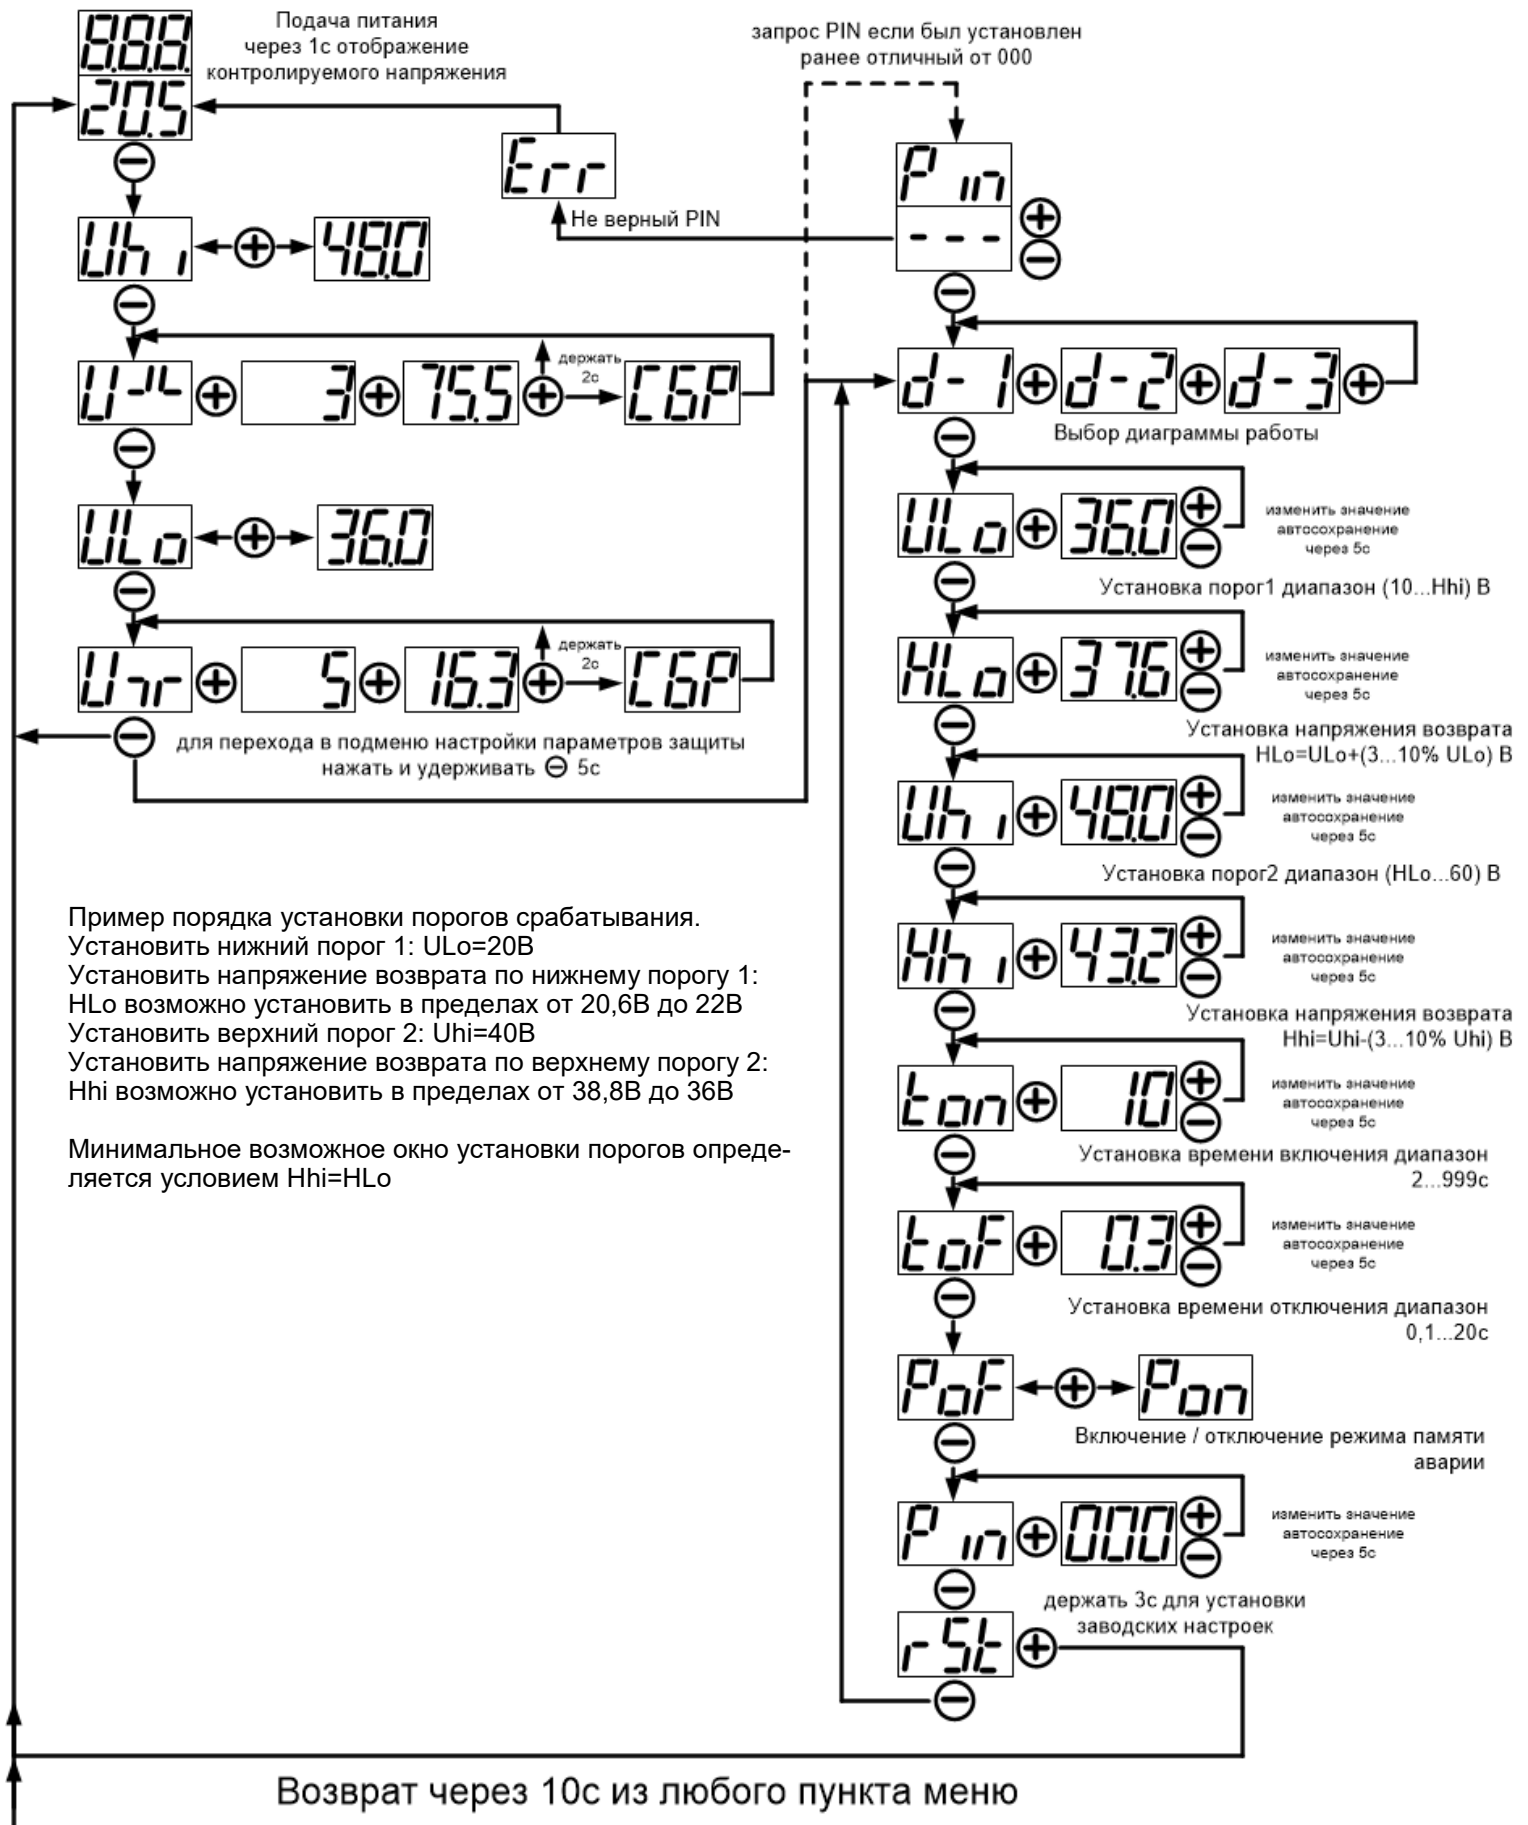 Подача питания
через 1с отображение
контролируемого напряжения
запрос PIN если был установлен
ранее отличный от 000
8.8.8.
20.5
Err
P in
Не верный PIN
- - -
Uh i
48.0
держать
2с
3
75.5
СБР
d- 1
d-2
d-3
Выбор диаграммы работы
ULo
36.0
ULo
36.0
изменить значение
автосохранение
через 5с
Установка порог1 диапазон (10...Hhi) В
держать
2с
5
16.3
СБР
HLo
37.6
изменить значение
автосохранение
через 5с
для перехода в подменю настройки параметров защиты
нажать и удерживать ⊖ 5с
Установка напряжения возврата
HLo=ULo+(3...10% ULo) В
Uh i
48.0
изменить значение
автосохранение
через 5с
Установка порог2 диапазон (HLo...60) В
Пример порядка установки порогов срабатывания.
Установить нижний порог 1: ULo=20В
Установить напряжение возврата по нижнему порогу 1:
HLo возможно установить в пределах от 20,6В до 22В
Установить верхний порог 2: Uhi=40В
Установить напряжение возврата по верхнему порогу 2:
Hhi возможно установить в пределах от 38,8В до 36В
Минимальное возможное окно установки порогов опреде-
ляется условием Hhi=HLo
Hh i
43.2
изменить значение
автосохранение
через 5с
Установка напряжения возврата
Hhi=Uhi-(3...10% Uhi) В
ton
10
изменить значение
автосохранение
через 5с
Установка времени включения диапазон
2...999с
toF
0.3
изменить значение
автосохранение
через 5с
Установка времени отключения диапазон
0,1...20с
PoF
Pon
Включение / отключение режима памяти
аварии
P in
000
изменить значение
автосохранение
через 5с
держать 3с для установки
заводских настроек
rSt
Возврат через 10с из любого пункта меню